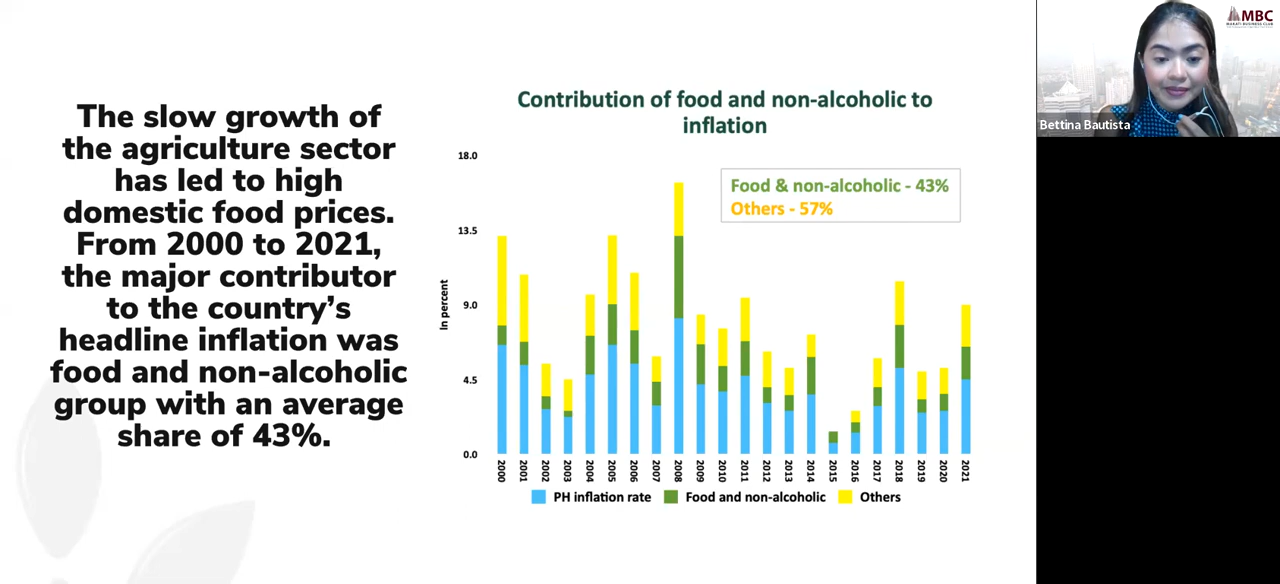 The slow growth of
the agriculture sector
has led to high
domestic food prices.
From 2000 to 2021,
the major contributor
to the country's
headline inflation was
food and non-alcoholic
group with an average
share of 43%.
Contribution of food and non-alcoholic to
inflation
Food & non-alcoholic - 43%
Others - 57%
In percent
18.0
13.5
9.0
4.5
0.0
2000
2001
2002
2003
2004
2005
2006
2007
2008
2009
2010
2011
2012
2013
2014
2015
2016
2017
2018
2019
2020
2021
PH inflation rate
Food and non-alcoholic
Others
MBC
MAKATI BUSINESS CLUB
Bettina Bautista